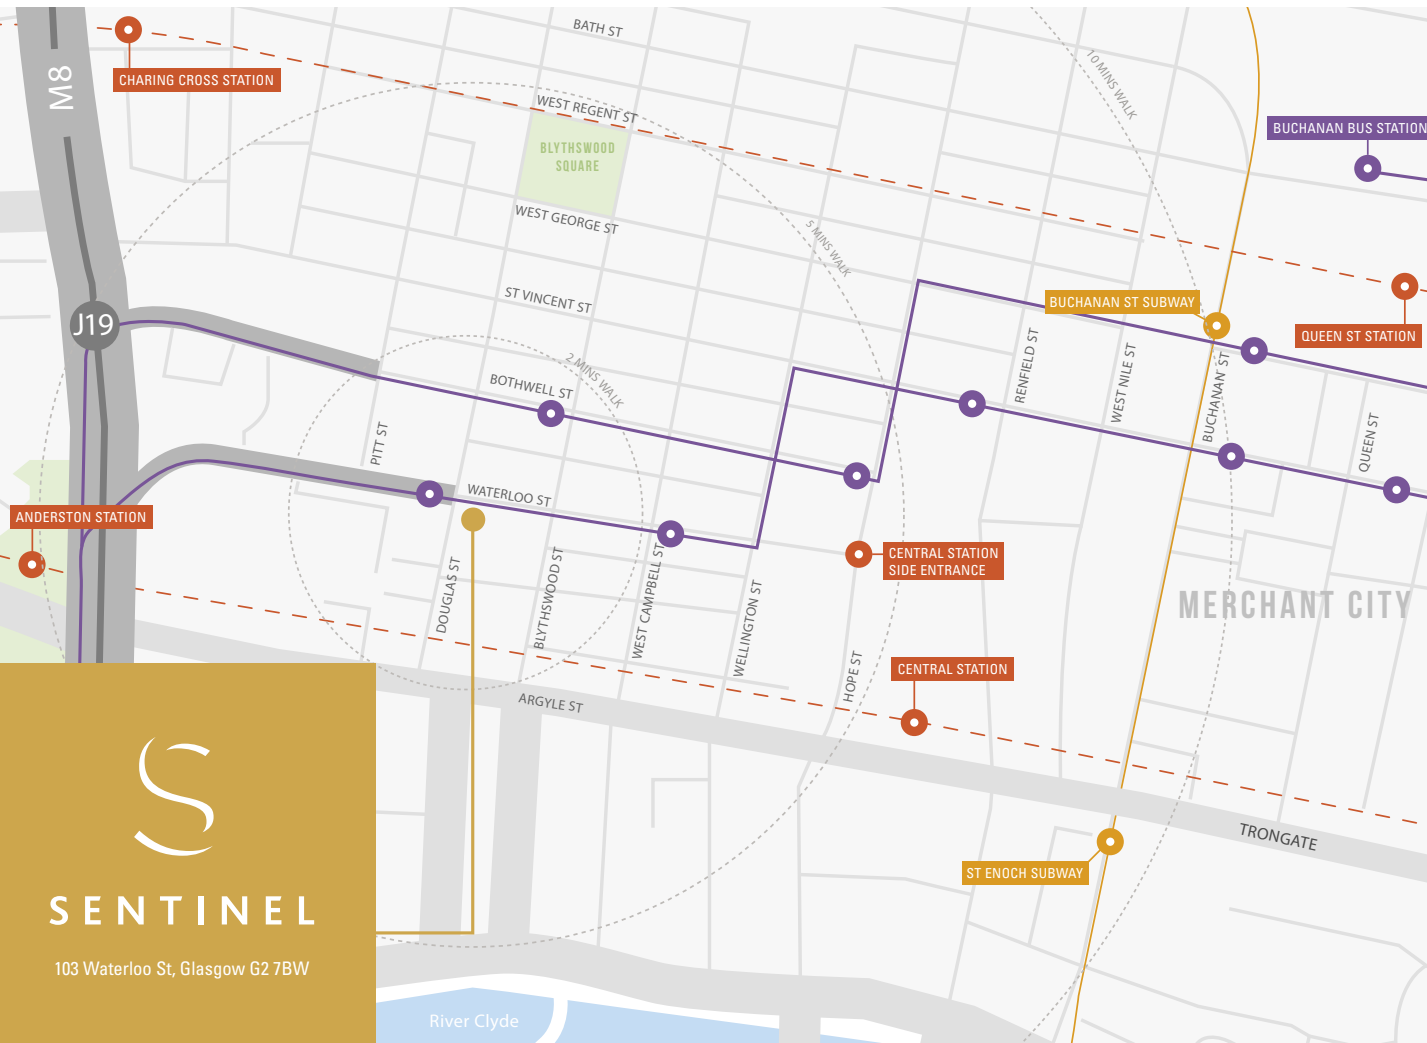 BATH ST
M8
CHARING CROSS STATION
10 MINS WALK
WEST REGENT ST
BUCHANAN BUS STATION
BLYTHSWOOD
SQUARE
WEST GEORGE ST
5 MINS WALK
ST VINCENT ST
BUCHANAN ST SUBWAY
J19
QUEEN ST STATION
RENFIELD ST
WEST NILE ST
BUCHANAN ST
2 MINS WALK
BOTHWELL ST
PITT ST
QUEEN ST
WATERLOO ST
ANDERSTON STATION
CENTRAL STATION
SIDE ENTRANCE
DOUGLAS ST
BLYTHSWOOD ST
WEST CAMPBELL ST
WELLINGTON ST
MERCHANT CITY
HOPE ST
CENTRAL STATION
ARGYLE ST
TRONGATE
ST ENOCH SUBWAY
SENTINEL
103 Waterloo St, Glasgow G2 7BW
River Clyde